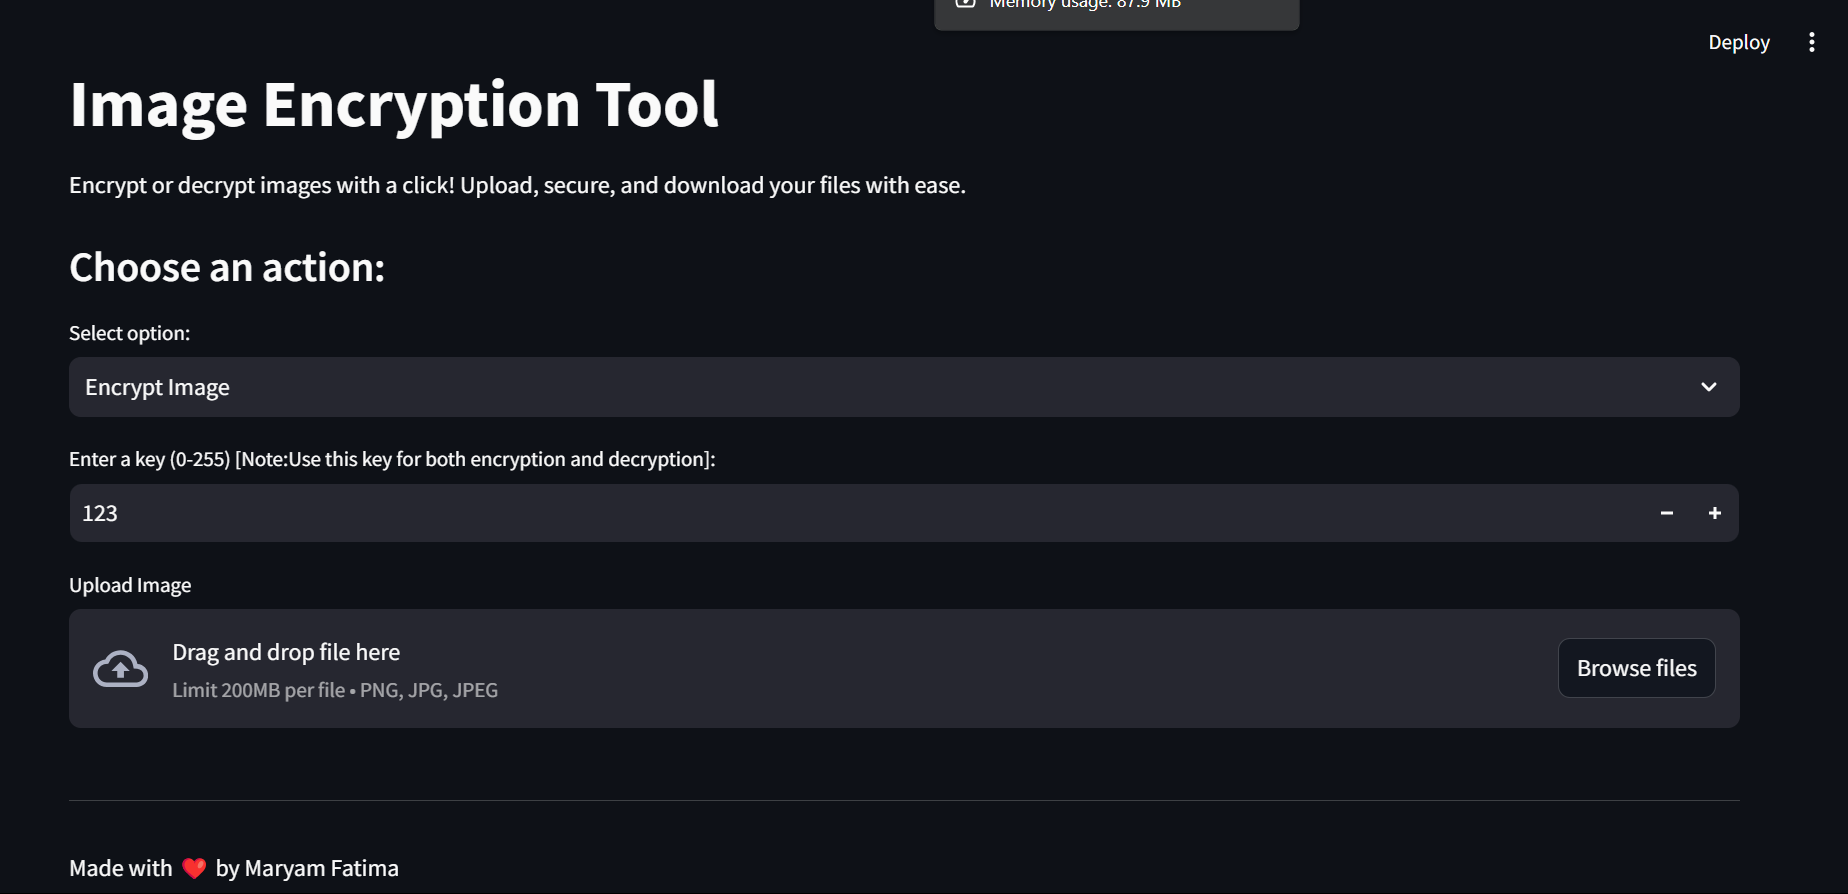 Memory usage: 87.9 MB
Deploy
Image Encryption Tool
Encrypt or decrypt images with a click! Upload, secure, and download your files with ease.
Choose an action:
Select option:
Encrypt Image
Enter a key (0-255) [Note:Use this key for both encryption and decryption]:
123
Upload Image
Drag and drop file here
Limit 200MB per file • PNG, JPG, JPEG
Browse files
Made with ❤️ by Maryam Fatima